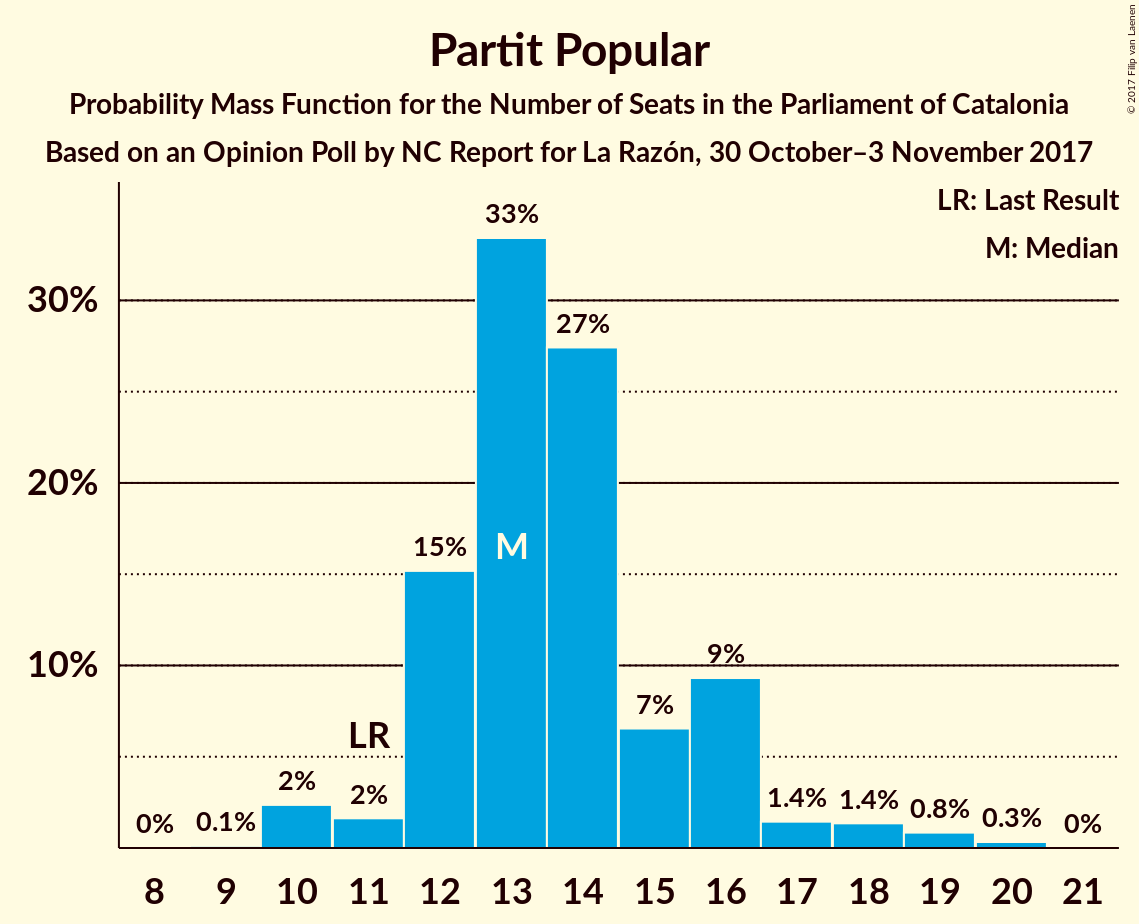 Partit Popular
Probability Mass Function for the Number of Seats in the Parliament of Catalonia
Based on an Opinion Poll by NC Report for La Razón, 30 October–3 November 2017
© 2017 Filip van Laenen
LR: Last Result
M: Median
30%
20%
10%
0%
0.1%
2%
2%
LR
15%
33%
M
27%
7%
9%
1.4%
1.4%
0.8%
0.3%
0%
8 9 10 11 12 13 14 15 16 17 18 19 20 21